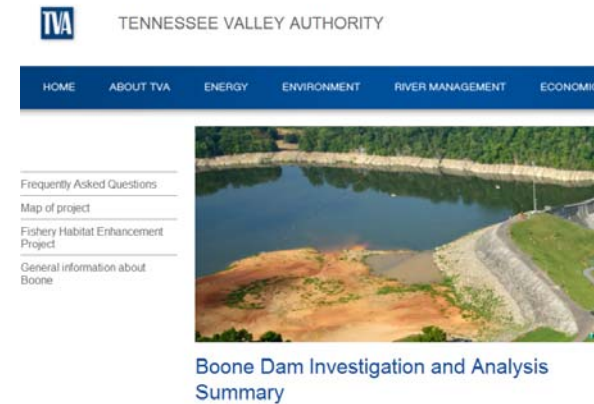 TVA
TENNESSEE VALLEY AUTHORITY
HOME ABOUT TVA ENERGY ENVIRONMENT RIVER MANAGEMENT ECONOMIC
Frequently Asked Questions
Map of project
Fishery Habitat Enhancement
Project
General information about
Boone
Boone Dam Investigation and Analysis
Summary